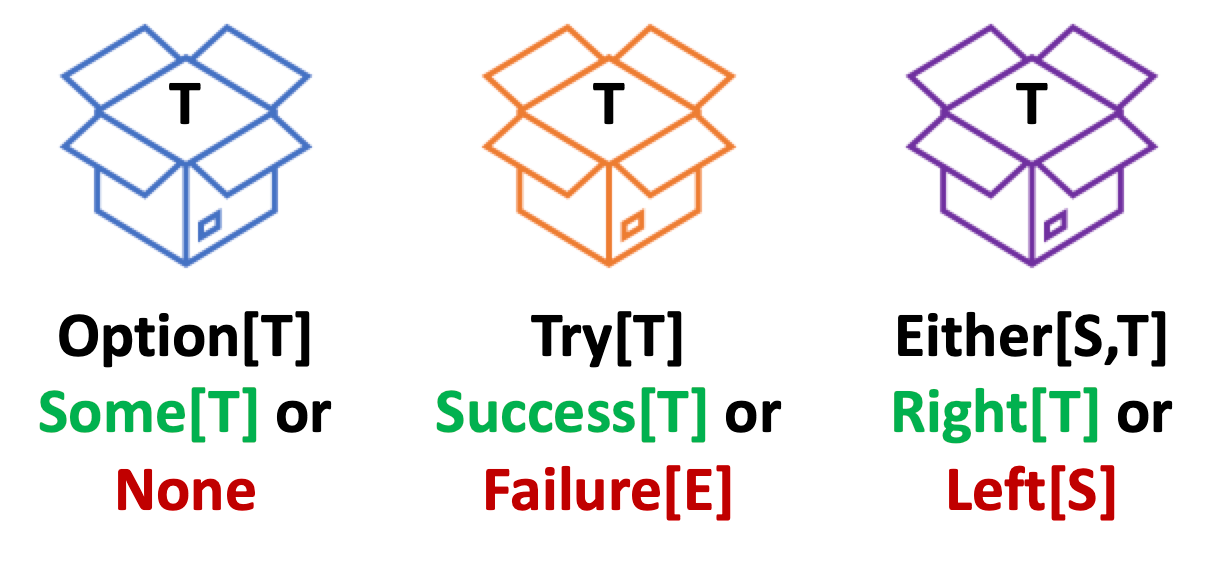 T
T
T
Option[T]
Some[T] or
None
Try[T]
Success[T] or
Failure[E]
Either[S,T]
Right[T] or
Left[S]